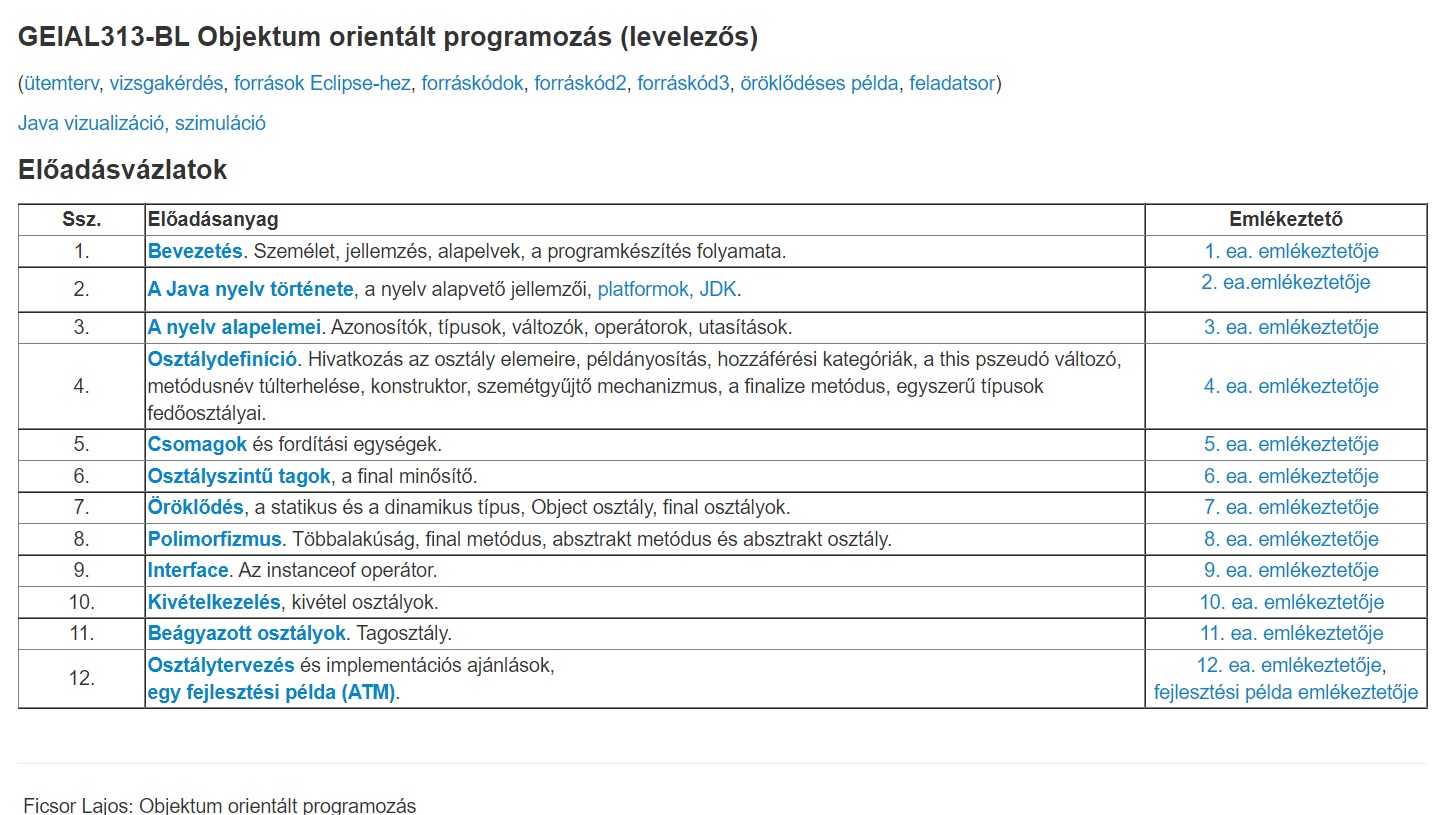 GEIAL313-BL Objektum orientált programozás (levelezős)
(ütemterv, vizsgakérdés, források Eclipse-hez, forráskódok, forráskód2, forráskód3, öröklődéses példa, feladatsor)
Java vizualizáció, szimuláció
Előadásvázlatok
Ssz. Előadásanyag Emlékeztető
1. Bevezetés. Személet, jellemzés, alapelvek, a programkészítés folyamata. 1. ea. emlékeztetője
2. A Java nyelv története, a nyelv alapvető jellemzői, platformok, JDK. 2. ea.emlékeztetője
3. A nyelv alapelemei. Azonosítók, típusok, változók, operátorok, utasítások. 3. ea. emlékeztetője
Osztálydefiníció. Hivatkozás az osztály elemeire, példányosítás, hozzáférési kategóriák, a this pszeudó változó,
4. metódusnév túlterhelése, konstruktor, szemétgyűjtő mechanizmus, a finalize metódus, egyszerű típusok 4. ea. emlékeztetője
fedőosztályai.
5. Csomagok és fordítási egységek. 5. ea. emlékeztetője
6. Osztályszintű tagok, a final minősítő. 6. ea. emlékeztetője
7. Öröklődés, a statikus és a dinamikus típus, Object osztály, final osztályok. 7. ea. emlékeztetője
8. Polimorfizmus. Többalakúság, final metódus, absztrakt metódus és absztrakt osztály. 8. ea. emlékeztetője
9. Interface. Az instanceof operátor. 9. ea. emlékeztetője
10. Kivételkezelés, kivétel osztályok. 10. ea. emlékeztetője
11. Beágyazott osztályok. Tagosztály. 11. ea. emlékeztetője
12. Osztálytervezés és implementációs ajánlások, 12. ea. emlékeztetője,
egy fejlesztési példa (ATM). fejlesztési példa emlékeztetője
Ficsor Lajos: Objektum orientált programozás